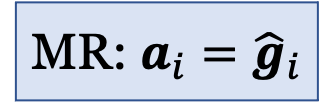 MR: 𝒂ᵢ = 𝒈̂ᵢ